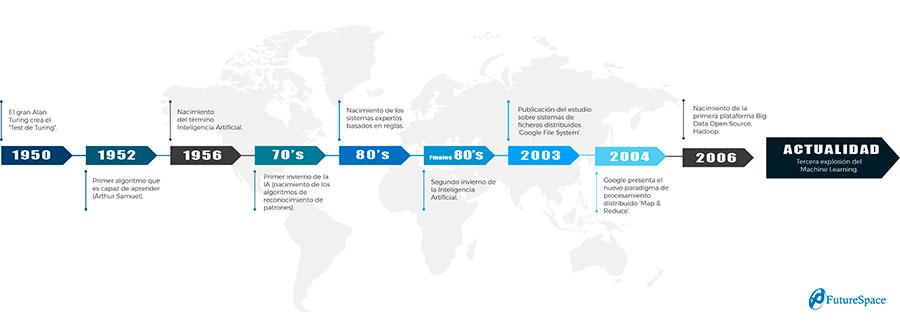 El gran Alan
Turing crea el
"Test de Turing".
1950
1952
Primer algoritmo que
es capaz de aprender
(Arthur Samuel).
Nacimiento
del término
Inteligencia Artificial.
1956
70's
Primer invierno de la
IA (nacimiento de los
algoritmos de
reconocimiento de
patrones).
Nacimiento de los
sistemas expertos
basados en reglas.
80's
Finales 80's
Segundo invierno de
la Inteligencia
Artificial.
Publicación del estudio
sobre sistemas de
ficheros distribuidos
'Google File System'.
2003
2004
Google presenta el
nuevo paradigma de
procesamiento
distribuido 'Map &
Reduce'.
Nacimiento de la
primera plataforma Big
Data Open Source,
Hadoop.
2006
ACTUALIDAD
Tercera explosión del
Machine Learning.
FutureSpace